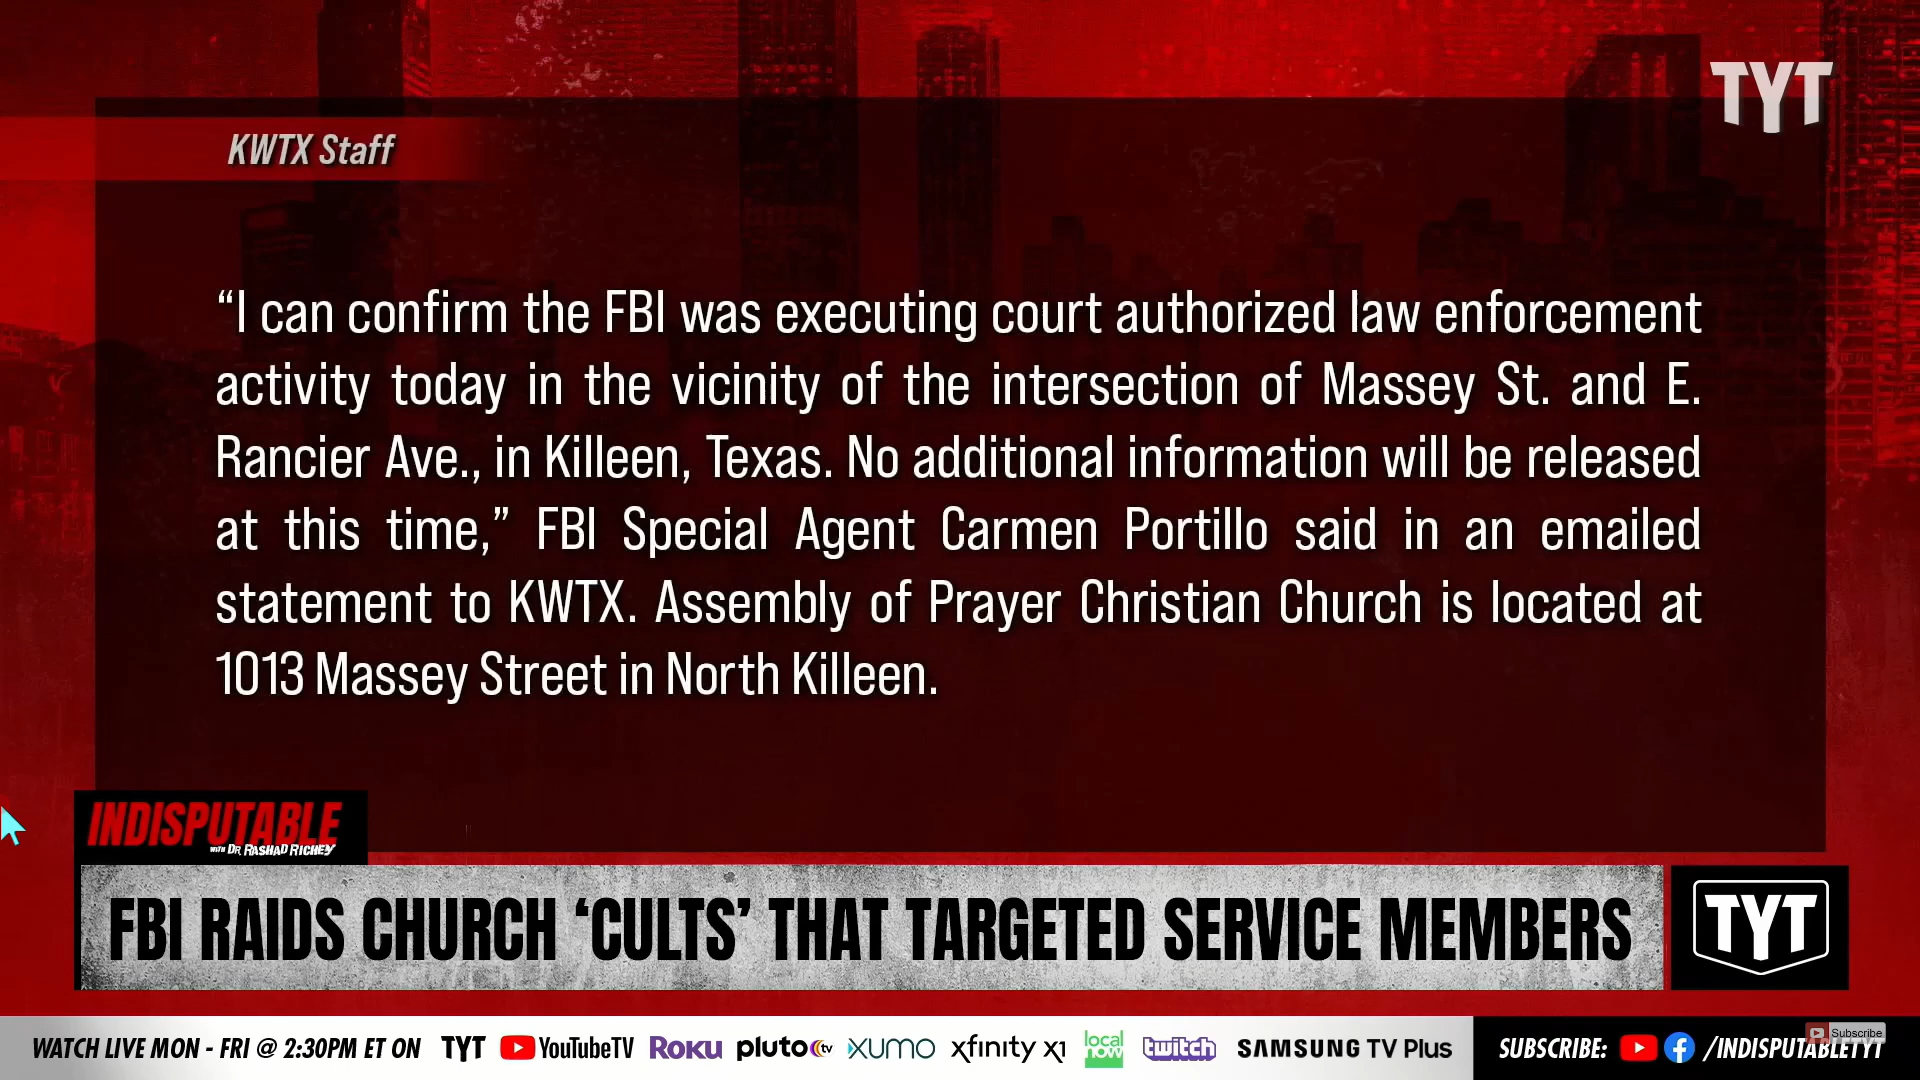 TYT
KWTX Staff
“I can confirm the FBI was executing court authorized law enforcement
activity today in the vicinity of the intersection of Massey St. and E.
Rancier Ave., in Killeen, Texas. No additional information will be released
at this time,” FBI Special Agent Carmen Portillo said in an emailed
statement to KWTX. Assembly of Prayer Christian Church is located at
1013 Massey Street in North Killeen.
INDISPUTABLE
WITH DR RASHAD RICHEY
FBI RAIDS CHURCH ‘CULTS’ THAT TARGETED SERVICE MEMBERS
TYT
WATCH LIVE MON - FRI @ 2:30PM ET ON TYT YouTubeTV ROKU pluto tv XUMO xfinity X1 local now twitch SAMSUNG TV Plus SUBSCRIBE: /INDISPUTABLETYT
Subscribe